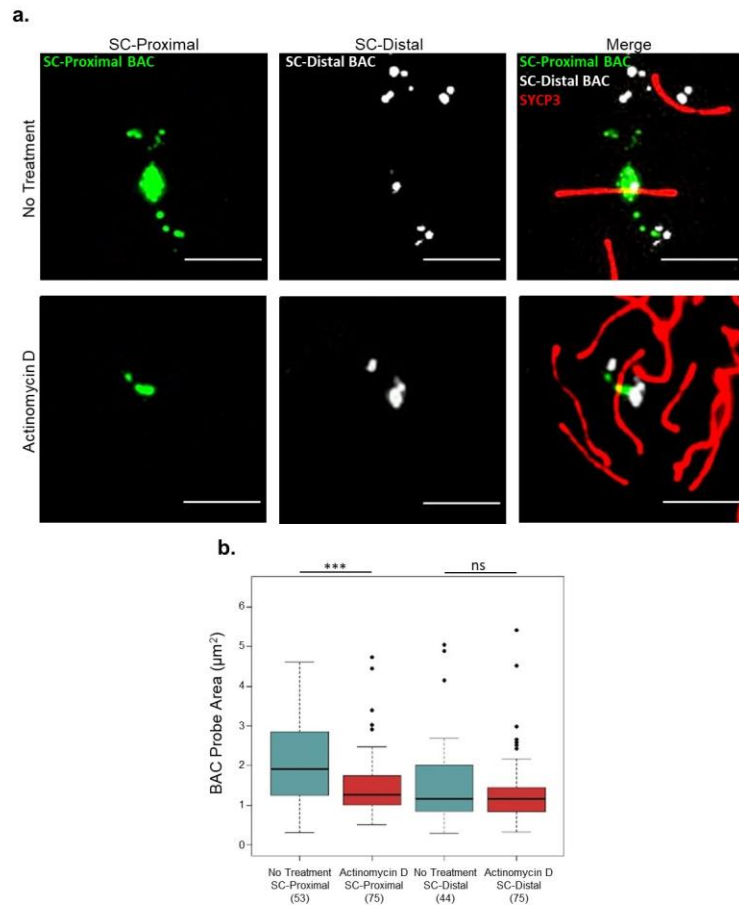 a.
SC-Proximal
SC-Distal
Merge
No Treatment
SC-Proximal BAC
SC-Distal BAC
SC-Proximal BAC
SC-Distal BAC
SYCP3
Actinomycin D
b.
***
ns
BAC Probe Area (µm²)
6
5
4
3
2
1
0
No Treatment Actinomycin D No Treatment Actinomycin D
SC-Proximal SC-Proximal SC-Distal SC-Distal
(53) (75) (44) (75)